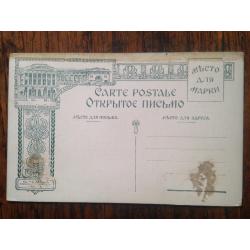 CARTE POSTALE
ОТКРЫТОЕ ПИСЬМО
МѢСТО
ДЛЯ
МАРКИ
МѢСТО ДЛЯ ПИСЬМА.
МѢСТО ДЛЯ АДРЕСА.